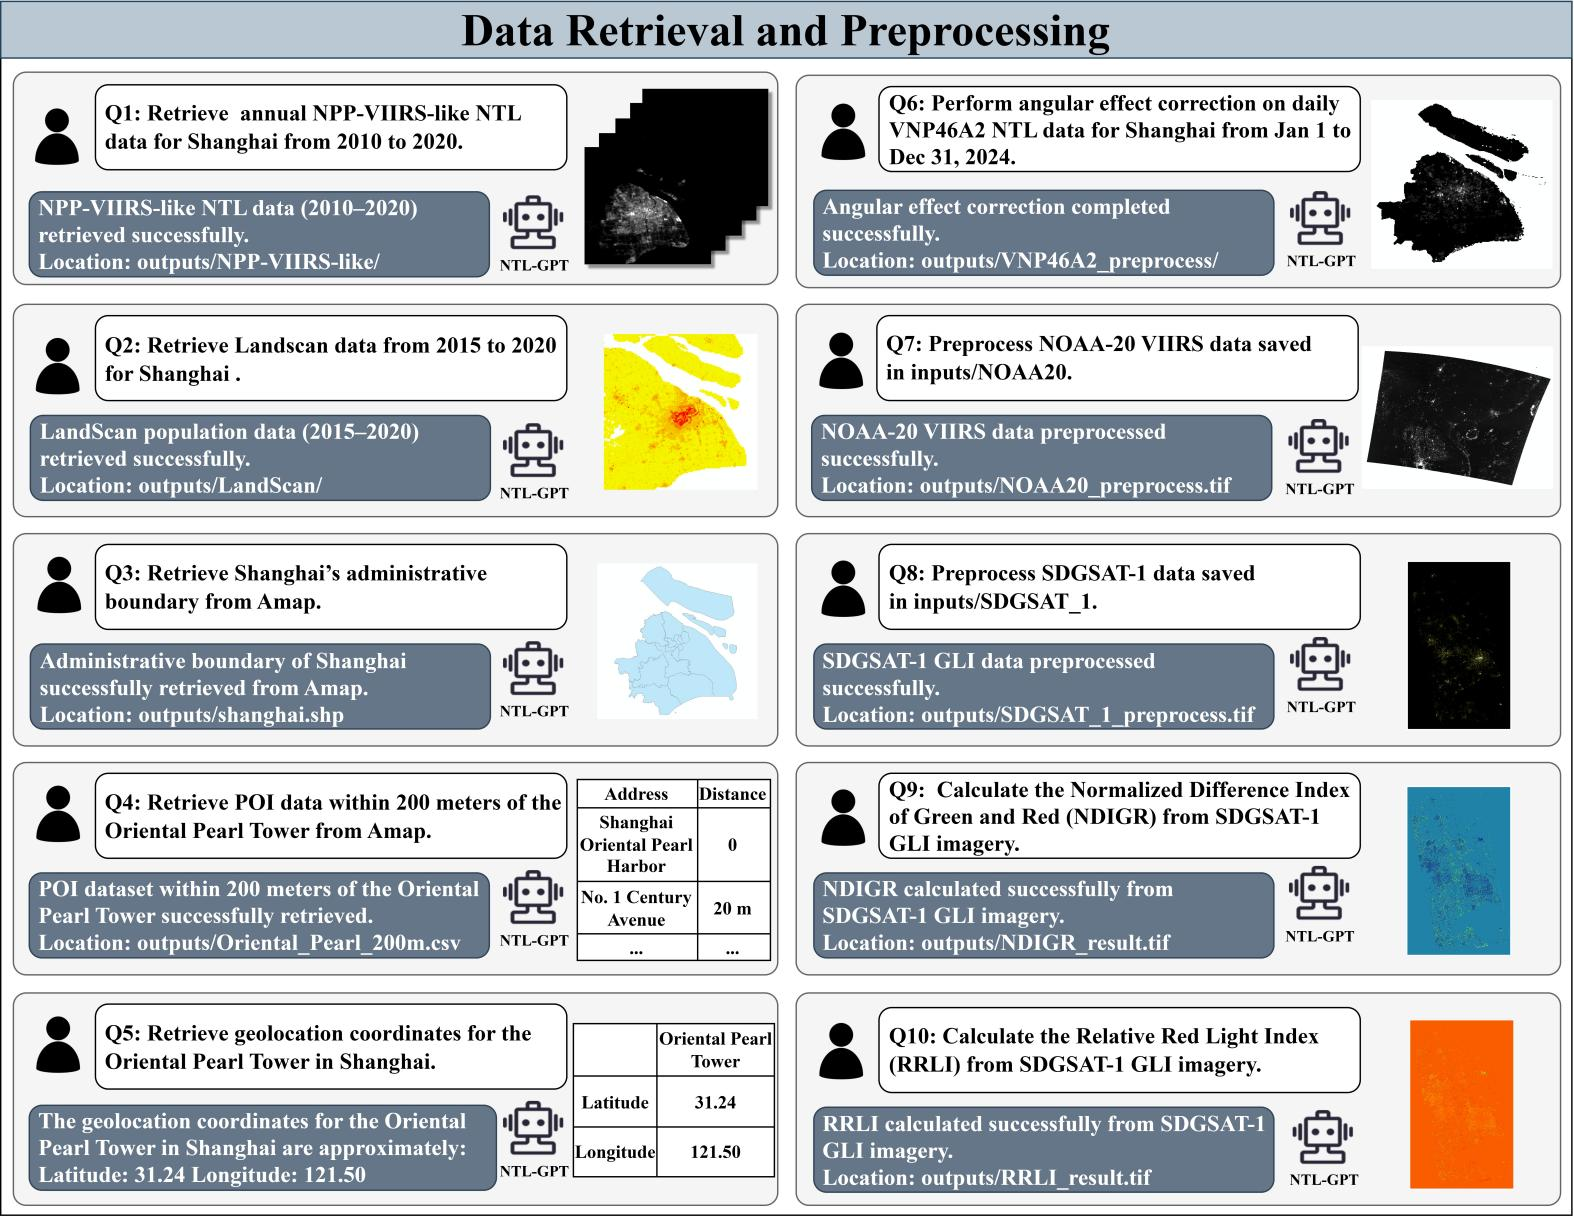 Data Retrieval and Preprocessing
Q1: Retrieve annual NPP-VIIRS-like NTL
data for Shanghai from 2010 to 2020.
NPP-VIIRS-like NTL data (2010–2020)
retrieved successfully.
Location: outputs/NPP-VIIRS-like/
NTL-GPT
Q2: Retrieve Landscan data from 2015 to 2020
for Shanghai .
LandScan population data (2015–2020)
retrieved successfully.
Location: outputs/LandScan/
NTL-GPT
Q3: Retrieve Shanghai’s administrative
boundary from Amap.
Administrative boundary of Shanghai
successfully retrieved from Amap.
Location: outputs/shanghai.shp
NTL-GPT
Q4: Retrieve POI data within 200 meters of the
Oriental Pearl Tower from Amap.
POI dataset within 200 meters of the Oriental
Pearl Tower successfully retrieved.
Location: outputs/Oriental_Pearl_200m.csv
NTL-GPT
Address Distance
Shanghai
Oriental Pearl
Harbor
0
No. 1 Century
Avenue
20 m
... ...
Q5: Retrieve geolocation coordinates for the
Oriental Pearl Tower in Shanghai.
The geolocation coordinates for the Oriental
Pearl Tower in Shanghai are approximately:
Latitude: 31.24 Longitude: 121.50
NTL-GPT
Oriental Pearl
Tower
Latitude 31.24
Longitude 121.50
Q6: Perform angular effect correction on daily
VNP46A2 NTL data for Shanghai from Jan 1 to
Dec 31, 2024.
Angular effect correction completed
successfully.
Location: outputs/VNP46A2_preprocess/
NTL-GPT
Q7: Preprocess NOAA-20 VIIRS data saved
in inputs/NOAA20.
NOAA-20 VIIRS data preprocessed
successfully.
Location: outputs/NOAA20_preprocess.tif
NTL-GPT
Q8: Preprocess SDGSAT-1 data saved
in inputs/SDGSAT_1.
SDGSAT-1 GLI data preprocessed
successfully.
Location: outputs/SDGSAT_1_preprocess.tif
NTL-GPT
Q9: Calculate the Normalized Difference Index
of Green and Red (NDIGR) from SDGSAT-1
GLI imagery.
NDIGR calculated successfully from
SDGSAT-1 GLI imagery.
Location: outputs/NDIGR_result.tif
NTL-GPT
Q10: Calculate the Relative Red Light Index
(RRLI) from SDGSAT-1 GLI imagery.
RRLI calculated successfully from SDGSAT-1
GLI imagery.
Location: outputs/RRLI_result.tif
NTL-GPT